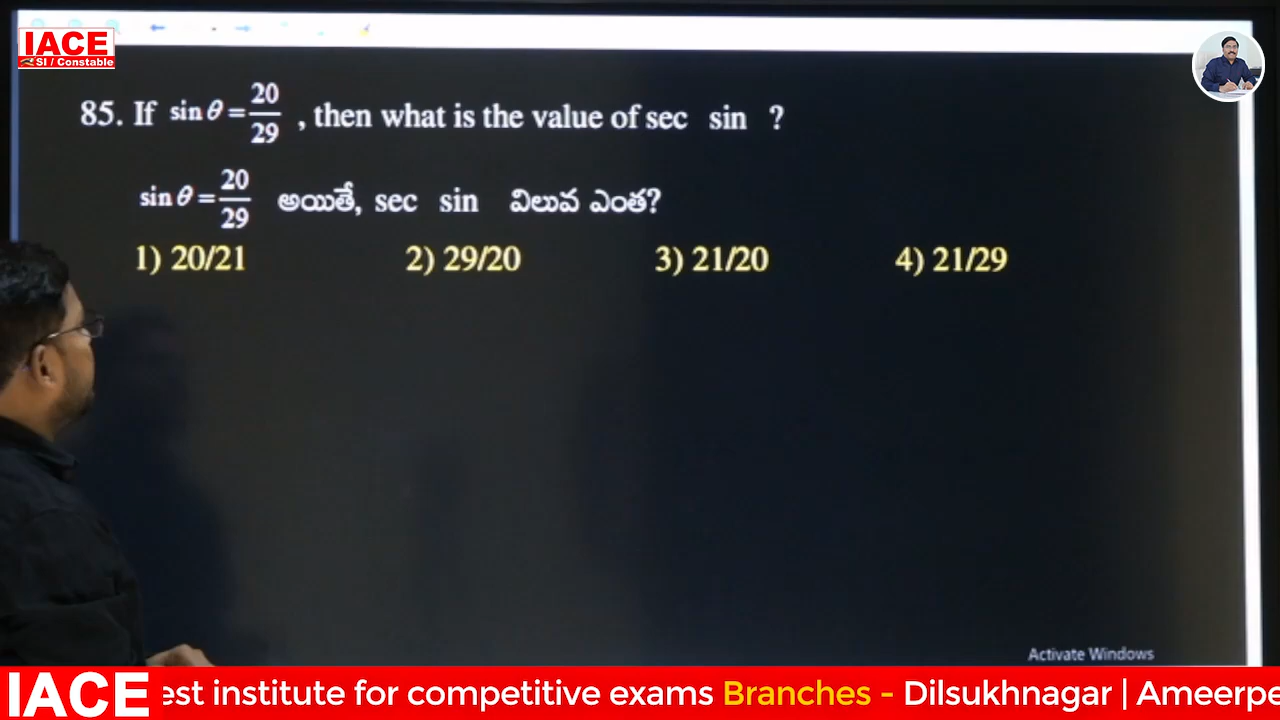 IACE
SI / Constable
85. If sin θ = 20/29 , then what is the value of sec sin ?
sin θ = 20/29 అయితే, sec sin విలువ ఎంత?
1) 20/21 2) 29/20 3) 21/20 4) 21/29
Activate Windows
IACE est institute for competitive exams Branches - Dilsukhnagar | Ameerpe